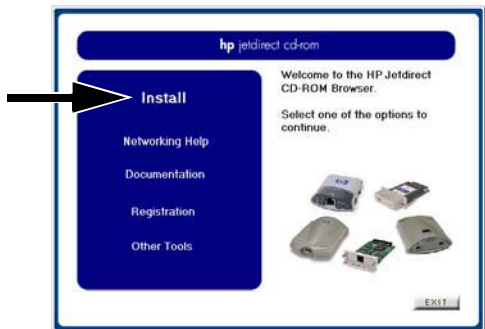 hp jetdirect cd-rom
Install
Networking Help
Documentation
Registration
Other Tools
Welcome to the HP Jetdirect
CD-ROM Browser.
Select one of the options to
continue.
EXIT